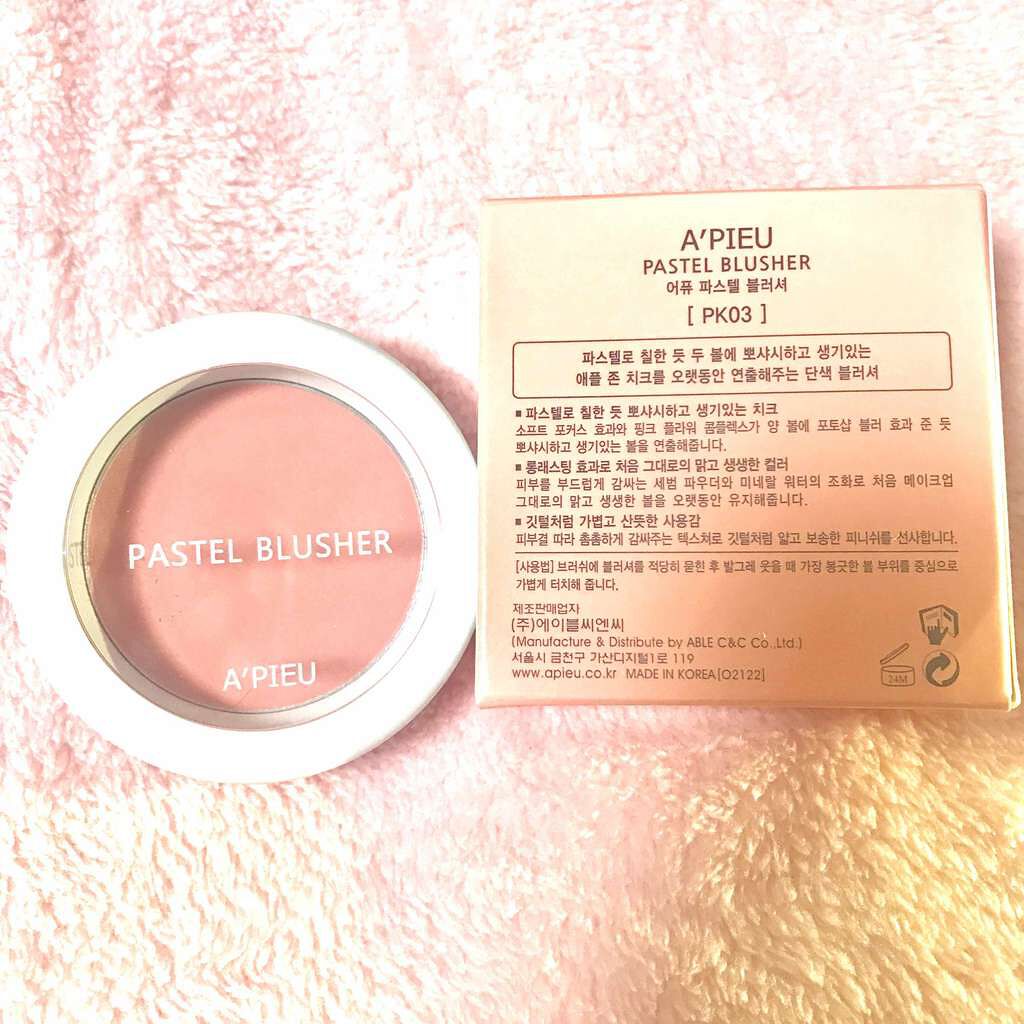 PASTEL BLUSHER
A'PIEU
A'PIEU
PASTEL BLUSHER
어퓨 파스텔 블러셔
[ PK03 ]
파스텔로 칠한 듯 두 볼에 뽀샤시하고 생기있는
애플 존 치크를 오랫동안 연출해주는 단색 블러셔
■ 파스텔로 칠한 듯 뽀샤시하고 생기있는 치크
소프트 포커스 효과와 핑크 플라워 콤플렉스가 양 볼에 포토샵 블러 효과 준 듯
뽀샤시하고 생기있는 볼을 연출해줍니다.
■ 롱래스팅 효과로 처음 그대로의 맑고 생생한 컬러
피부를 부드럽게 감싸는 세범 파우더와 미네랄 워터의 조화로 처음 메이크업
그대로의 맑고 생생한 볼을 오랫동안 유지해줍니다.
■ 깃털처럼 가볍고 산뜻한 사용감
피부결 따라 촘촘하게 감싸주는 텍스쳐로 깃털처럼 얇고 보송한 피니쉬를 선사합니다.
[사용법] 브러쉬에 블러셔를 적당히 묻힌 후 발그레 웃을 때 가장 봉긋한 볼 부위를 중심으로
가볍게 터치해 줍니다.
제조판매업자
(주)에이블씨엔씨
(Manufacture & Distribute by ABLE C&C Co.,Ltd.)
서울시 금천구 가산디지털1로 119
www.apieu.co.kr MADE IN KOREA[O2122]
24M